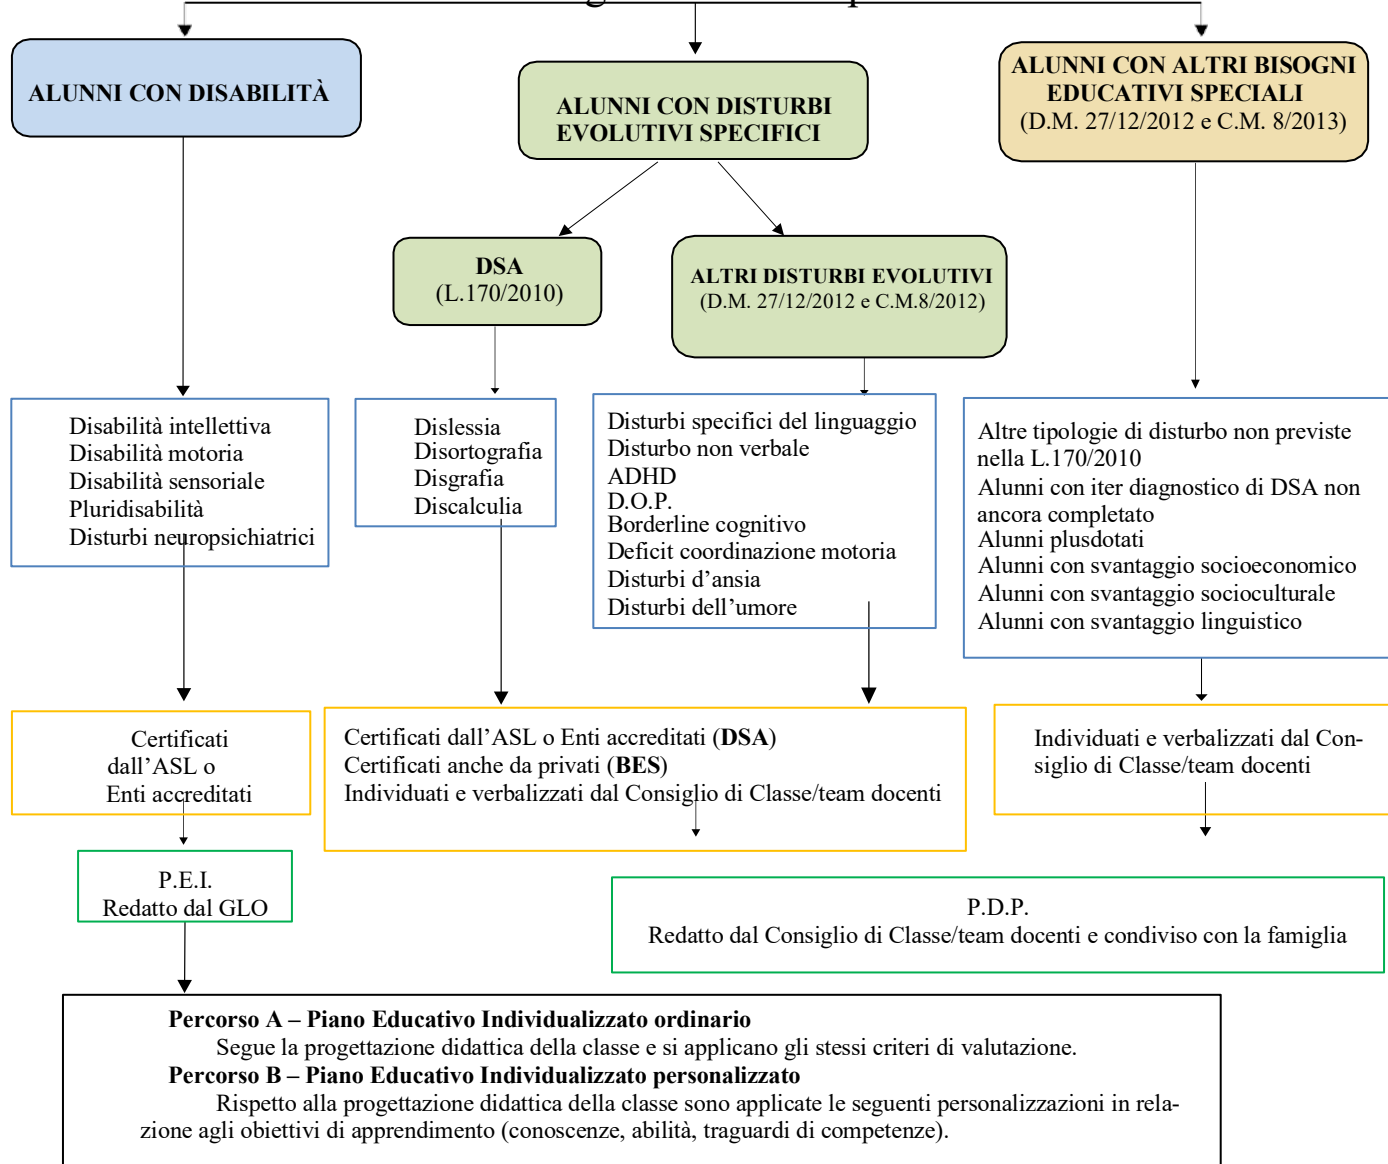 ALUNNI CON DISABILITÀ
ALUNNI CON DISTURBI
EVOLUTIVI SPECIFICI
ALUNNI CON ALTRI BISOGNI
EDUCATIVI SPECIALI
(D.M. 27/12/2012 e C.M. 8/2013)
DSA
(L.170/2010)
ALTRI DISTURBI EVOLUTIVI
(D.M. 27/12/2012 e C.M.8/2012)
Disabilità intellettiva
Disabilità motoria
Disabilità sensoriale
Pluridisabilità
Disturbi neuropsichiatrici
Dislessia
Disortografia
Disgrafia
Discalculia
Disturbi specifici del linguaggio
Disturbo non verbale
ADHD
D.O.P.
Borderline cognitivo
Deficit coordinazione motoria
Disturbi d’ansia
Disturbi dell’umore
Altre tipologie di disturbo non previste
nella L.170/2010
Alunni con iter diagnostico di DSA non
ancora completato
Alunni plusdotati
Alunni con svantaggio socioeconomico
Alunni con svantaggio socioculturale
Alunni con svantaggio linguistico
Certificati
dall’ASL o
Enti accreditati
Certificati dall’ASL o Enti accreditati (DSA)
Certificati anche da privati (BES)
Individuati e verbalizzati dal Consiglio di Classe/team docenti
Individuati e verbalizzati dal Con-
siglio di Classe/team docenti
P.E.I.
Redatto dal GLO
P.D.P.
Redatto dal Consiglio di Classe/team docenti e condiviso con la famiglia
Percorso A – Piano Educativo Individualizzato ordinario
Segue la progettazione didattica della classe e si applicano gli stessi criteri di valutazione.
Percorso B – Piano Educativo Individualizzato personalizzato
Rispetto alla progettazione didattica della classe sono applicate le seguenti personalizzazioni in rela-
zione agli obiettivi di apprendimento (conoscenze, abilità, traguardi di competenze).